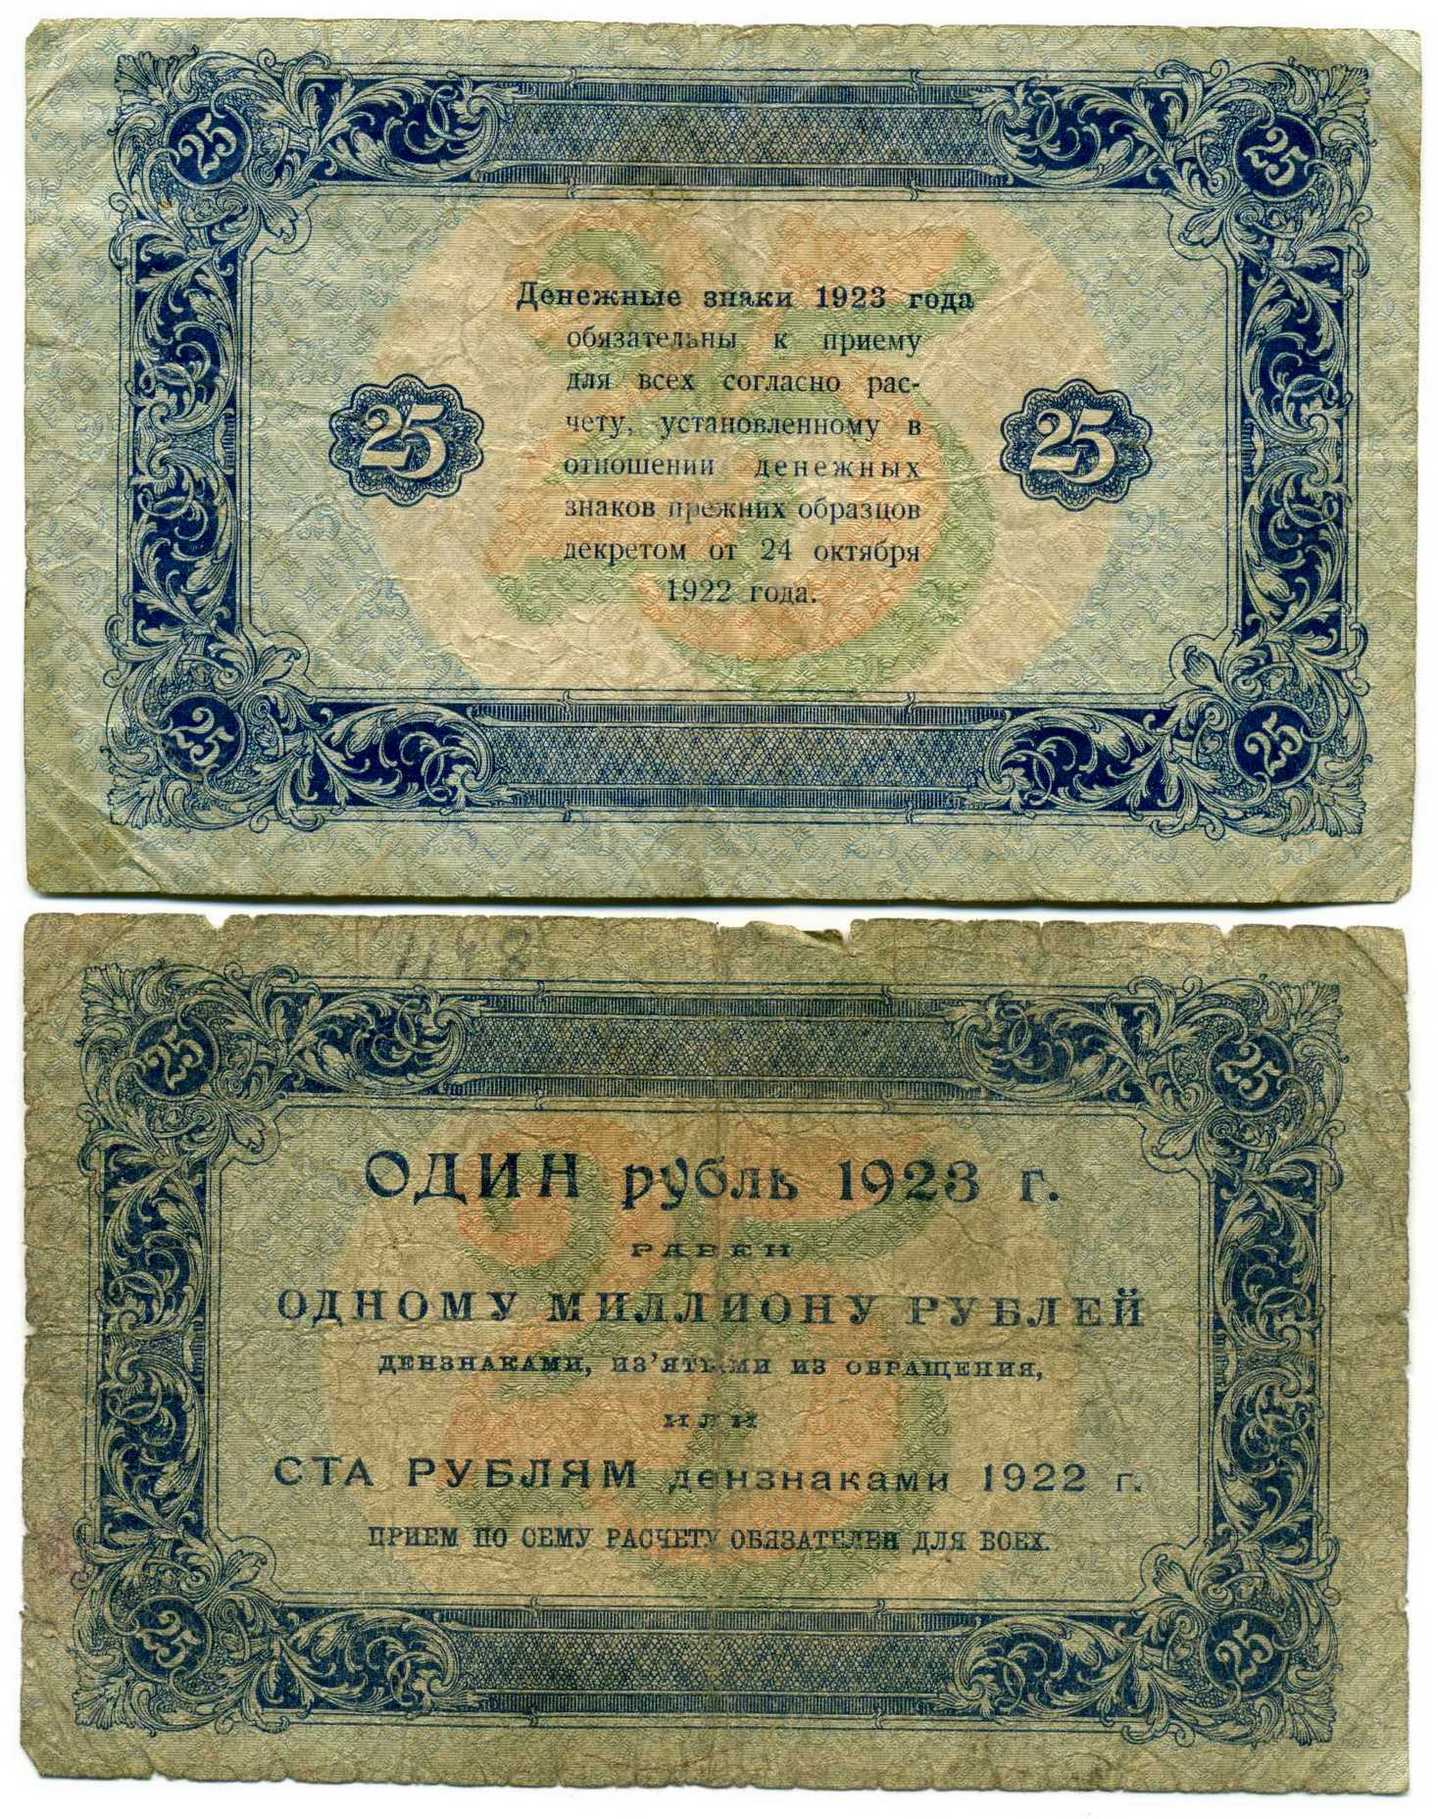 25 25
Денежные знаки 1923 года
обязательны к приему
для всех согласно рас-
чету, установленному в
25 25
отношении денежных
знаков прежних образцов
декретом от 24 октября
1922 года.
25 25
1148
25 25
ОДИН рубль 1923 г.
РАВЕН
ОДНОМУ МИЛЛИОНУ РУБЛЕЙ
ДЕНЗНАКАМИ, ИЗ'ЯТЫМИ ИЗ ОБРАЩЕНИЯ,
ИЛИ
СТА РУБЛЯМ дензнаками 1922 г.
ПРИЕМ ПО СЕМУ РАСЧЕТУ ОБЯЗАТЕЛЕН ДЛЯ ВСЕХ.
25 25